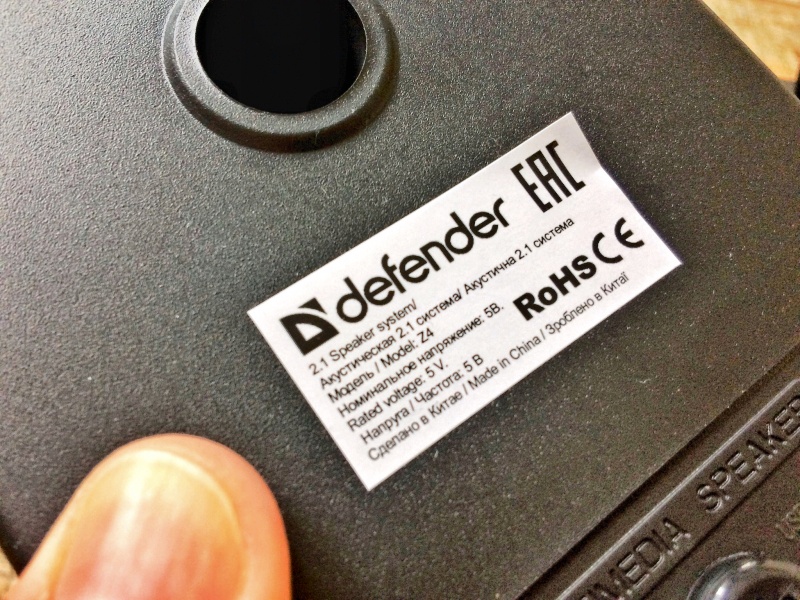 defender EAC
2.1 Speaker system/
Акустическая 2.1 система/ Акустична 2.1 система
Модель / Model: Z4
Номинальное напряжение: 5В.
Rated voltage: 5 V.
Напруга / Частота: 5 В
Сделано в Китае / Made in China / Зроблено в Китаї
RoHS CE
SPEAKER